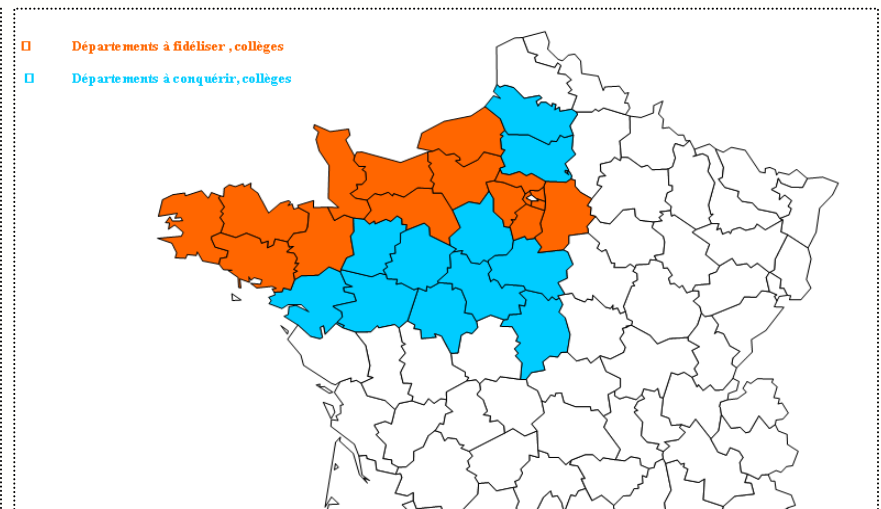 Départements à fidéliser , collèges
Départements à conquérir, collèges